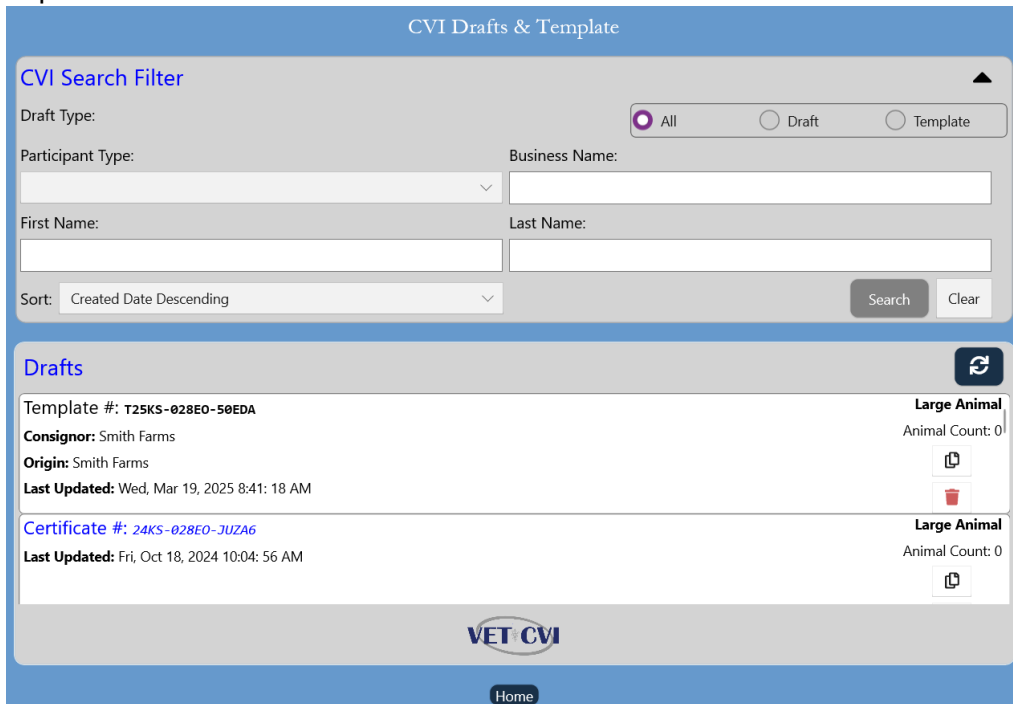 CVI Drafts & Template
CVI Search Filter
Draft Type:
All Draft Template
Participant Type: Business Name:
First Name: Last Name:
Sort: Created Date Descending Search Clear
Drafts
Template #: T25KS-028EO-50EDA Large Animal
Consignor: Smith Farms Animal Count: 0
Origin: Smith Farms
Last Updated: Wed, Mar 19, 2025 8:41: 18 AM
Certificate #: 24KS-028EO-JUZA6 Large Animal
Last Updated: Fri, Oct 18, 2024 10:04: 56 AM Animal Count: 0
VET CVI
Home